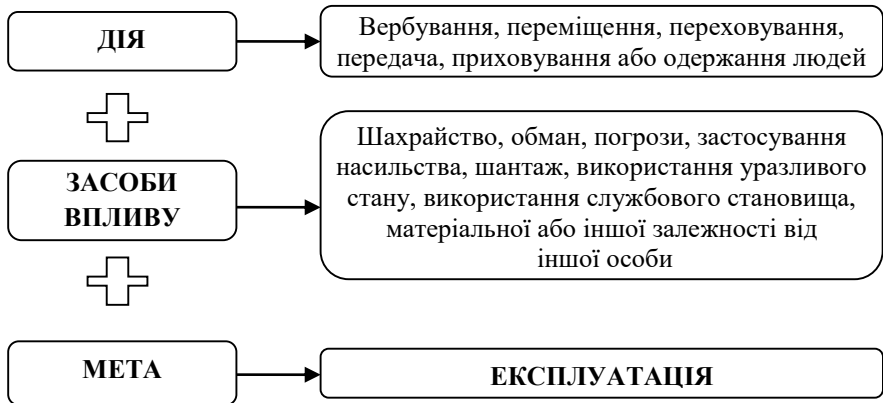 ДІЯ
Вербування, переміщення, переховування,
передача, приховування або одержання людей
ЗАСОБИ
ВПЛИВУ
Шахрайство, обман, погрози, застосування
насильства, шантаж, використання уразливого
стану, використання службового становища,
матеріальної або іншої залежності від
іншої особи
МЕТА
ЕКСПЛУАТАЦІЯ